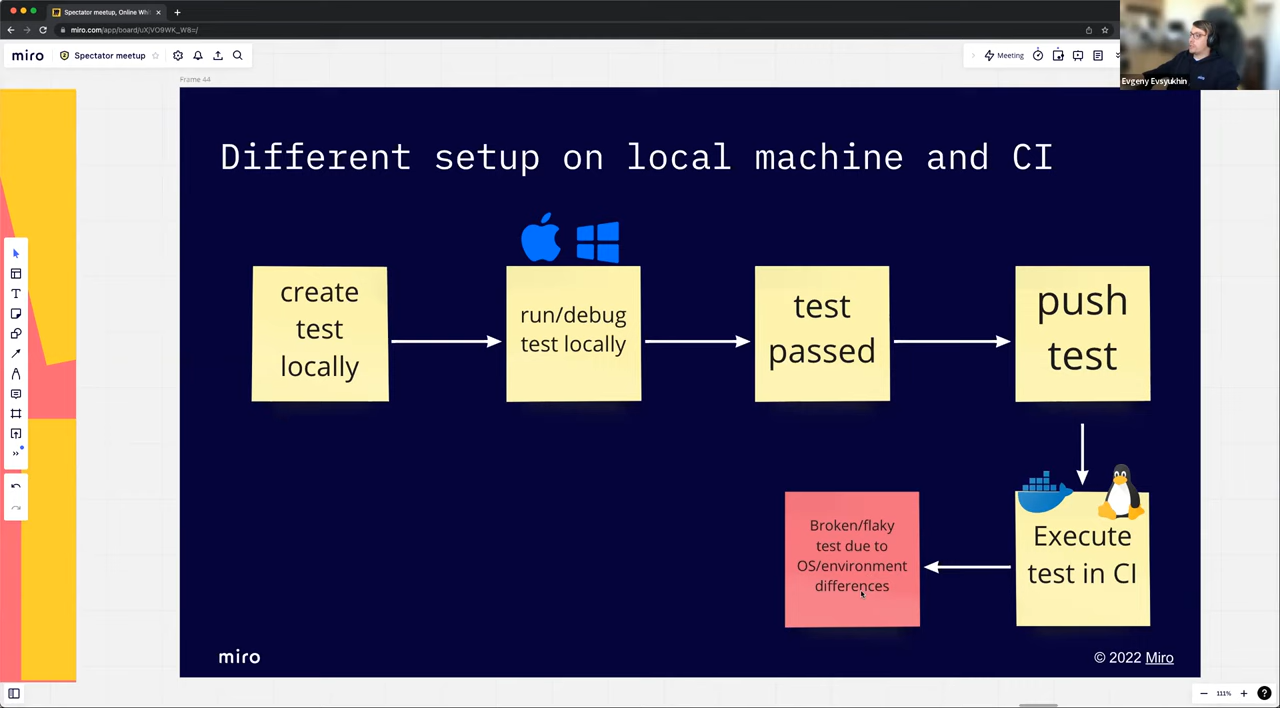 Spectator meetup, Online Whi
miro.com/app/board/uXjVO9WK_W8=/
miro
Spectator meetup
Meeting
Evgeny Evsyukhin
Frame 44
Different setup on local machine and CI
create
test
locally
run/debug
test locally
test
passed
push
test
Execute
test in CI
Broken/flaky
test due to
OS/environment
differences
miro
© 2022 Miro
111%